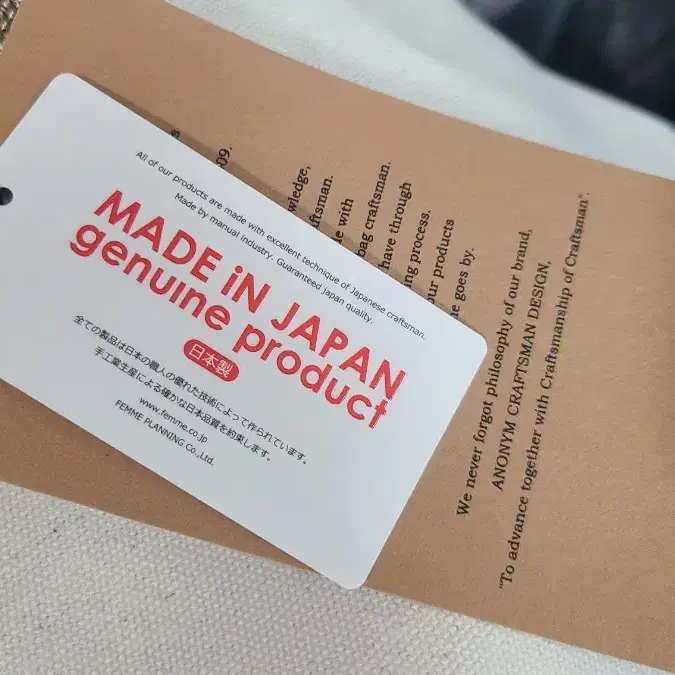 All of our products are made with excellent technique of Japanese craftsman.
Made by manual industry. Guaranteed japan quality.
MADE iN JAPAN
genuine product
日本製
全ての製品は日本の職人の優れた技術によって作られています。
手工業生産による確かな日本品質を約束します。
www.femme.co.jp
FEMME PLANNING Co.,Ltd.
09.
with
bag craftsman.
have through
process.
our products
goes by.
We never forgot philosophy of our brand,
ANONYM CRAFTSMAN DESIGN,
"To advance together with Craftsmanship of Craftsman".